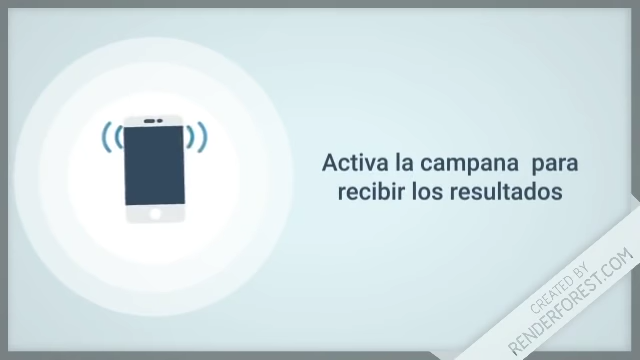 Activa la campana  para
recibir los resultados
CREATED BY
RENDERFOREST.COM